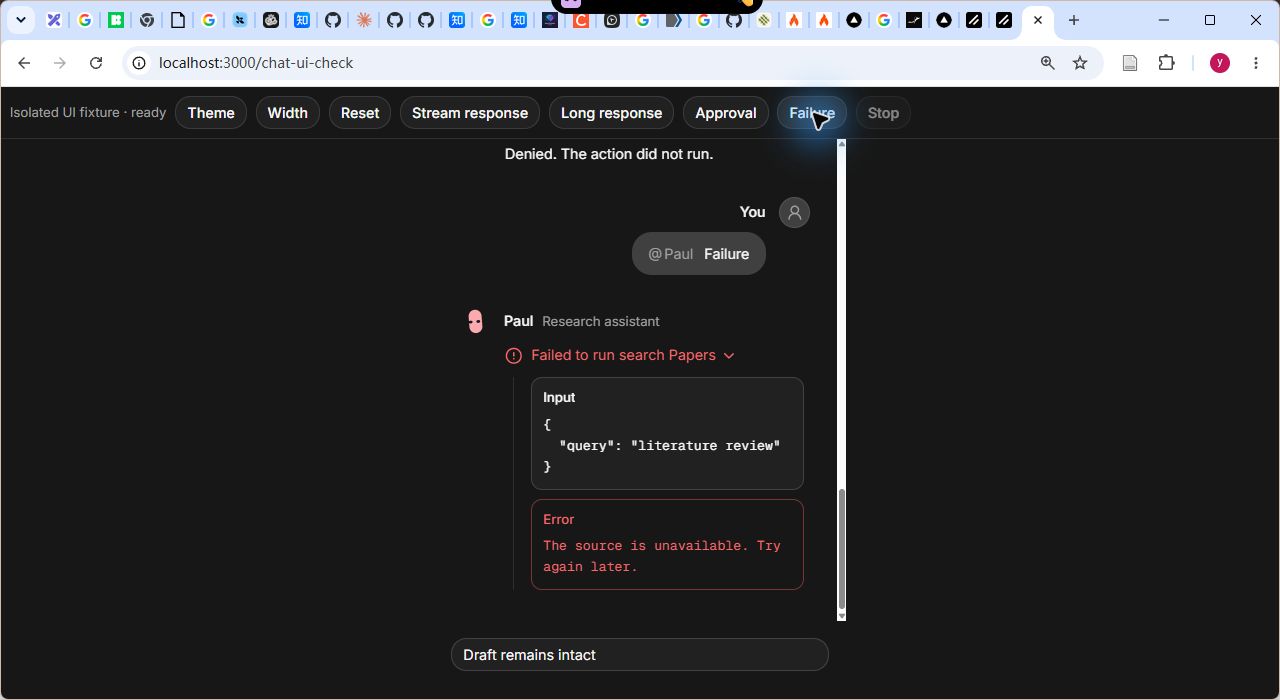 localhost:3000/chat-ui-check
y
Isolated UI fixture · ready
Theme
Width
Reset
Stream response
Long response
Approval
Failure
Stop
Denied. The action did not run.
You
@Paul Failure
Paul Research assistant
Failed to run search Papers
Input
{
"query": "literature review"
}
Error
The source is unavailable. Try
again later.
Draft remains intact